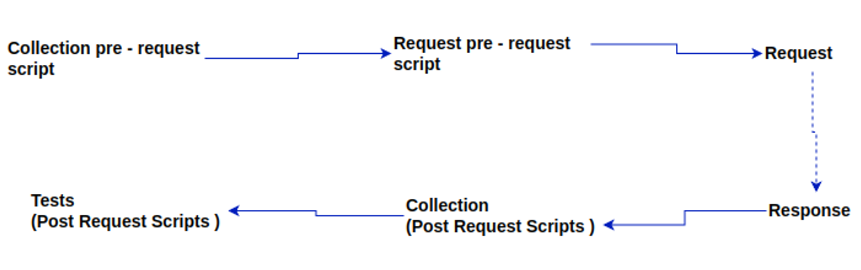 Collection pre - request
script
Request pre - request
script
Request
Tests
(Post Request Scripts )
Collection
(Post Request Scripts )
Response